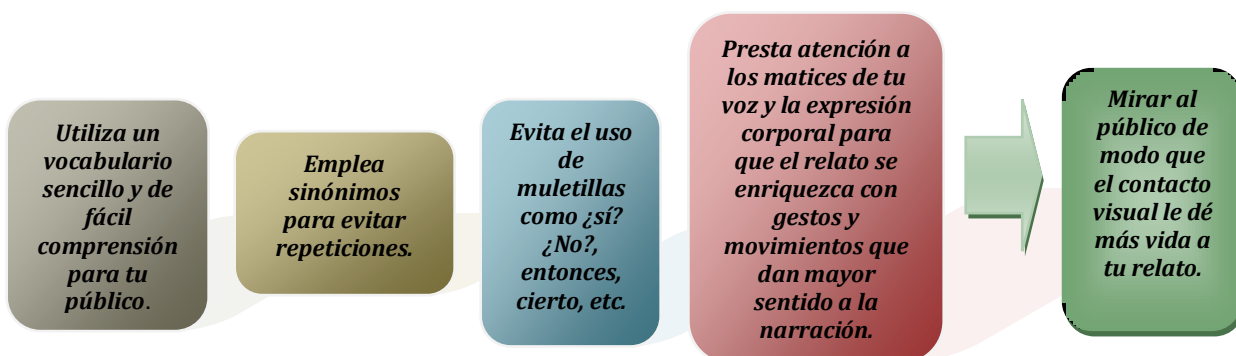 Utiliza un
vocabulario
sencillo y de
fácil
comprensión
para tu
público.
Emplea
sinónimos
para evitar
repeticiones.
Evita el uso
de
muletillas
como ¿sí?
¿No?,
entonces,
cierto, etc.
Presta atención a
los matices de tu
voz y la expresión
corporal para
que el relato se
enriquezca con
gestos y
movimientos que
dan mayor
sentido a la
narración.
Mirar al
público de
modo que
el contacto
visual le dé
más vida a
tu relato.